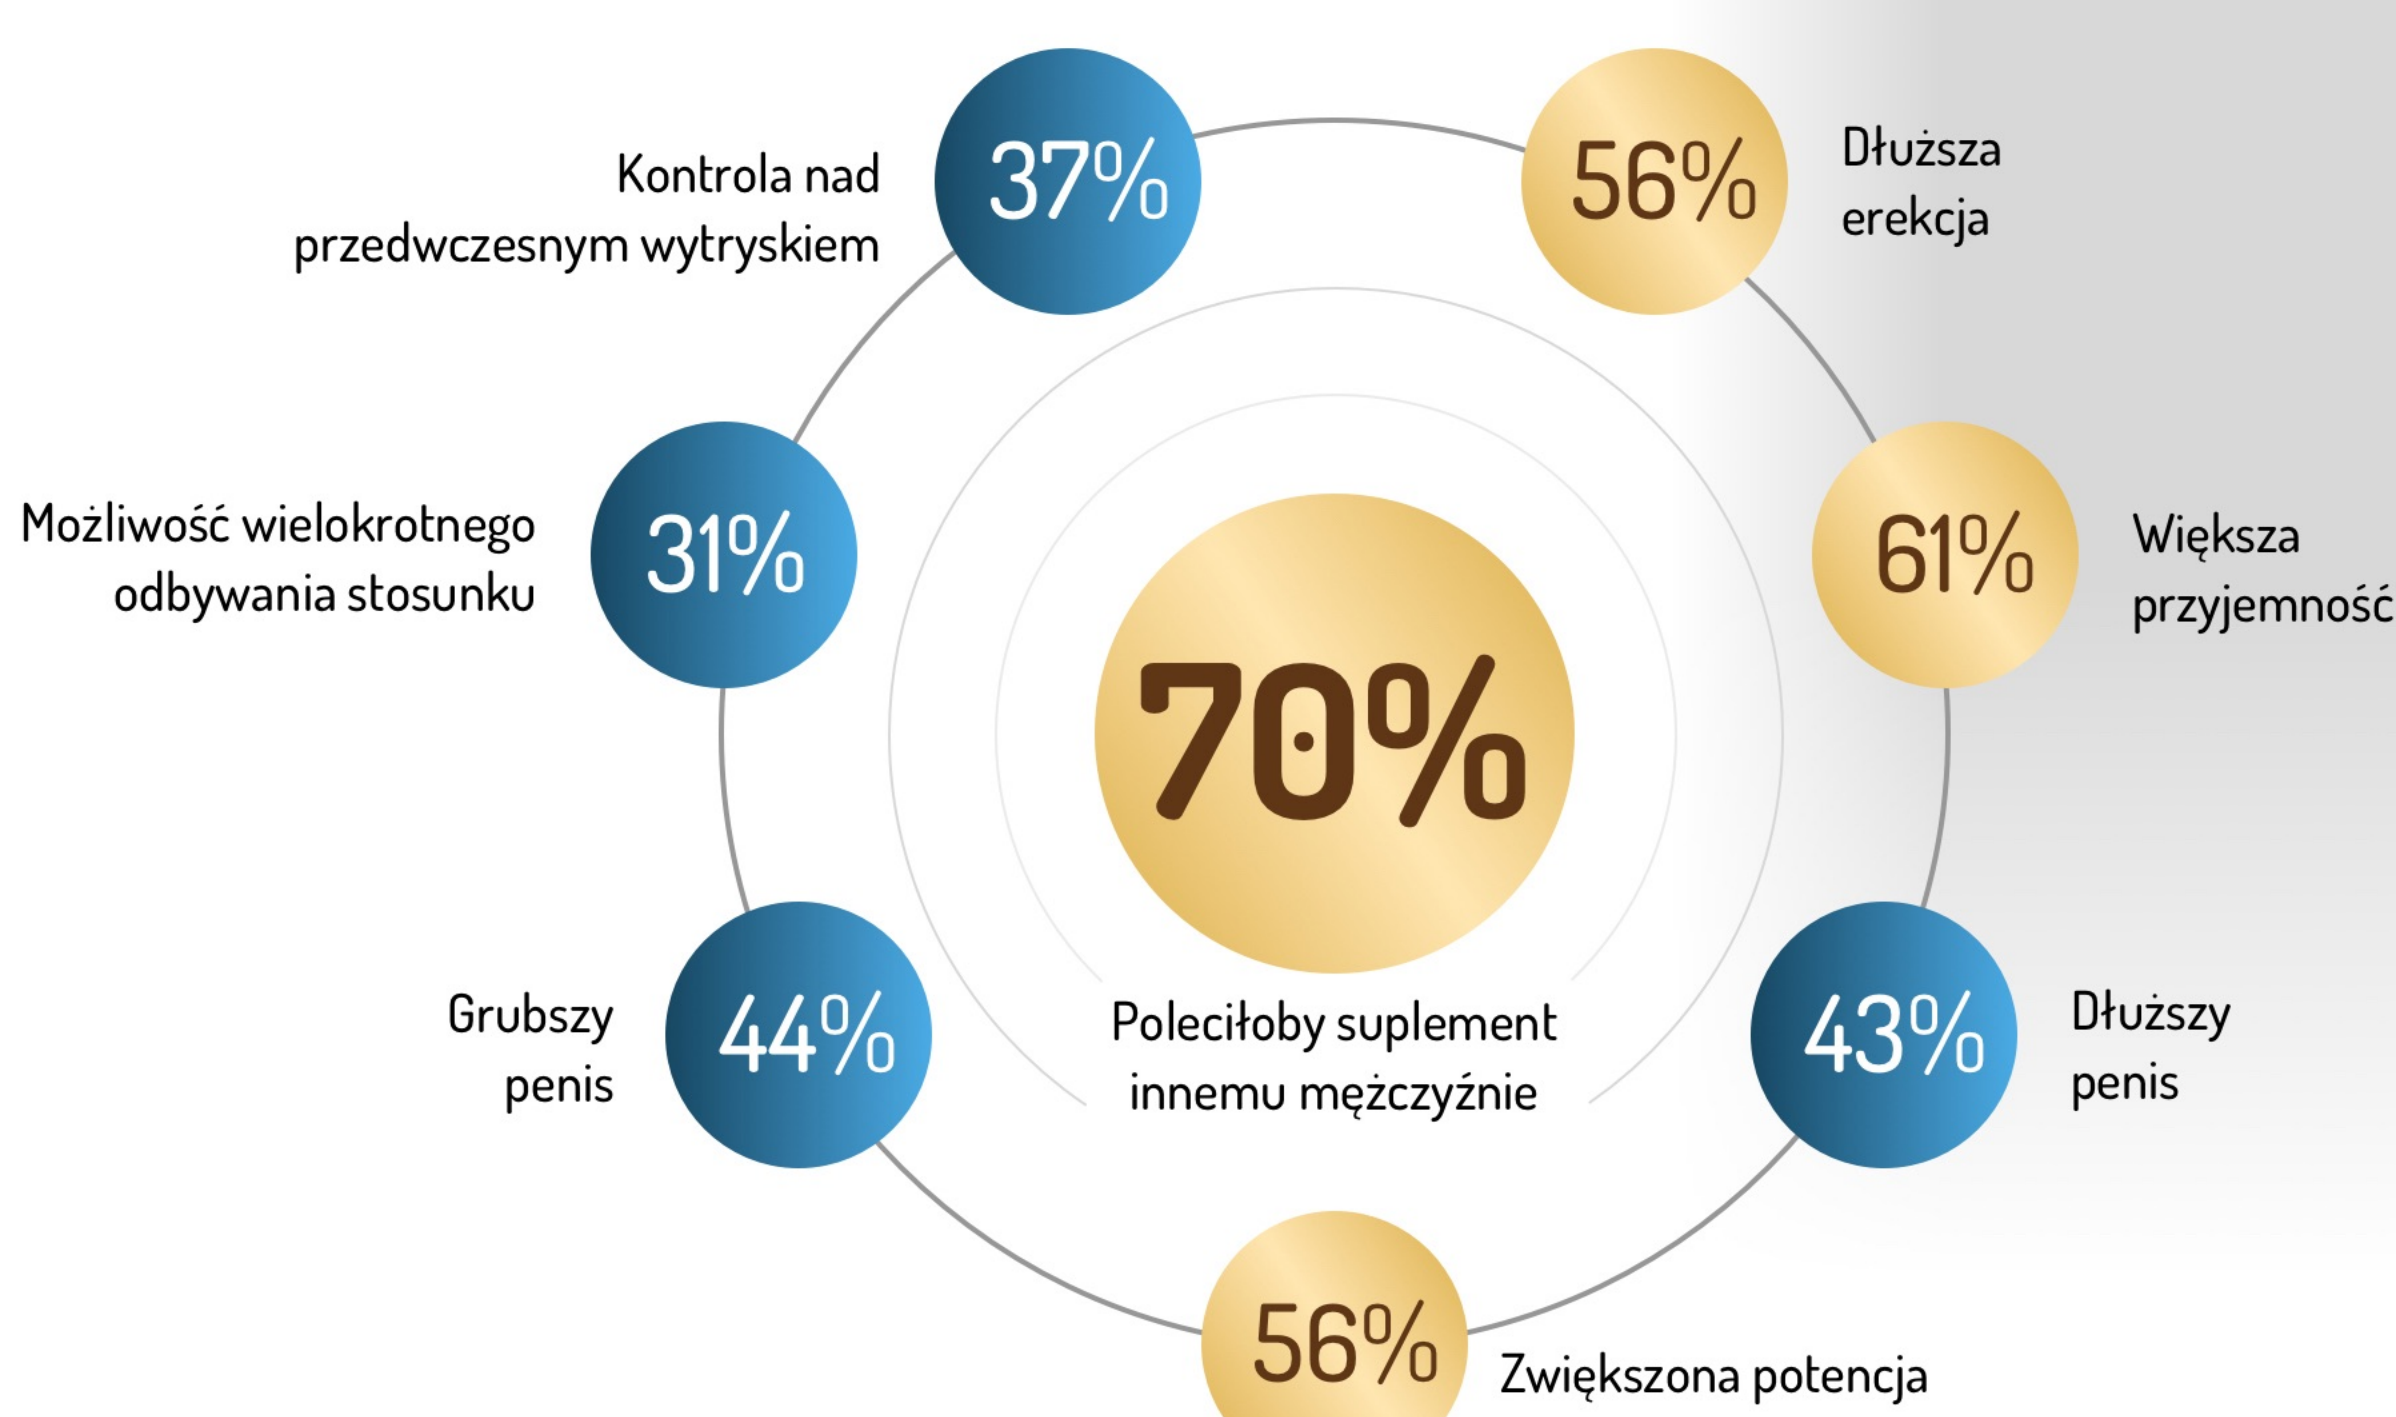 37%
Kontrola nad
przedwczesnym wytryskiem
56%
Dłuższa
erekcja
31%
Możliwość wielokrotnego
odbywania stosunku
61%
Większa
przyjemność
70%
Poleciłoby suplement
innemu mężczyźnie
44%
Grubszy
penis
43%
Dłuższy
penis
56%
Zwiększona potencja